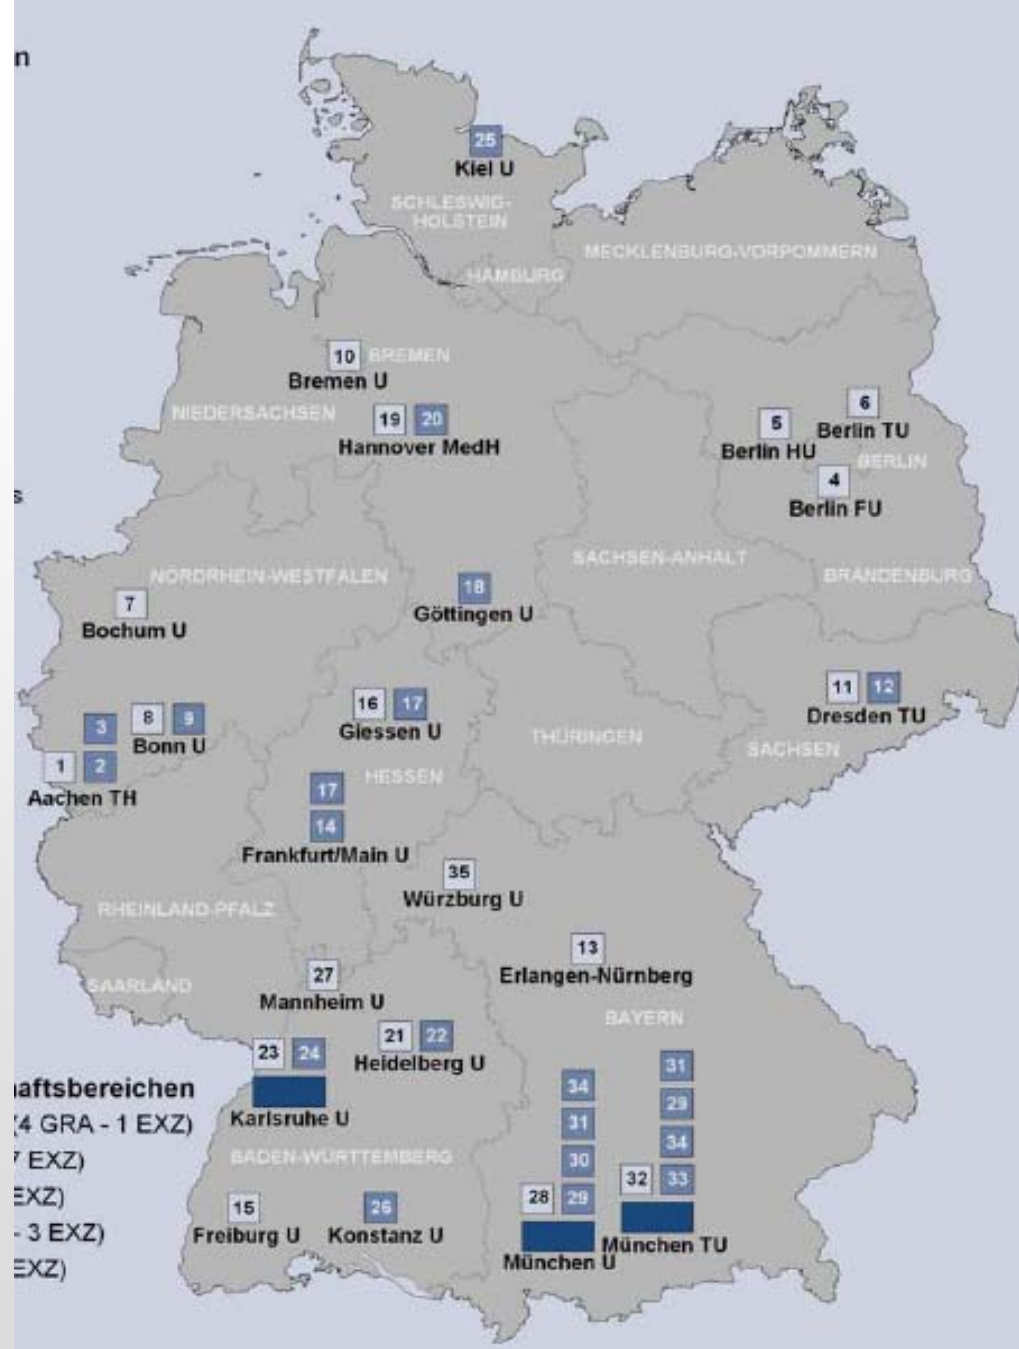 n
25
Kiel U
SCHLESWIG-
HOLSTEIN
MECKLENBURG-VORPOMMERN
HAMBURG
10 BREMEN
Bremen U
NIEDERSACHSEN
19 20
Hannover MedH
6
Berlin TU
5
Berlin HU
BERLIN
4
Berlin FU
s
SACHSEN-ANHALT
NORDRHEIN-WESTFALEN
BRANDENBURG
18
Göttingen U
7
Bochum U
11 12
Dresden TU
16 17
Giessen U
8 9
Bonn U
3
1 2
Aachen TH
THÜRINGEN
SACHSEN
HESSEN
17
14
Frankfurt/Main U
35
Würzburg U
RHEINLAND-PFALZ
13
Erlangen-Nürnberg
27
Mannheim U
SAARLAND
BAYERN
21 22
Heidelberg U
23 24
Karlsruhe U
haftsbereichen
(4 GRA - 1 EXZ)
7 EXZ)
EXZ)
- 3 EXZ)
EXZ)
BADEN-WÜRTTEMBERG
15
Freiburg U
26
Konstanz U
34
31
30
28 29
München U
31
29
34
32 33
München TU